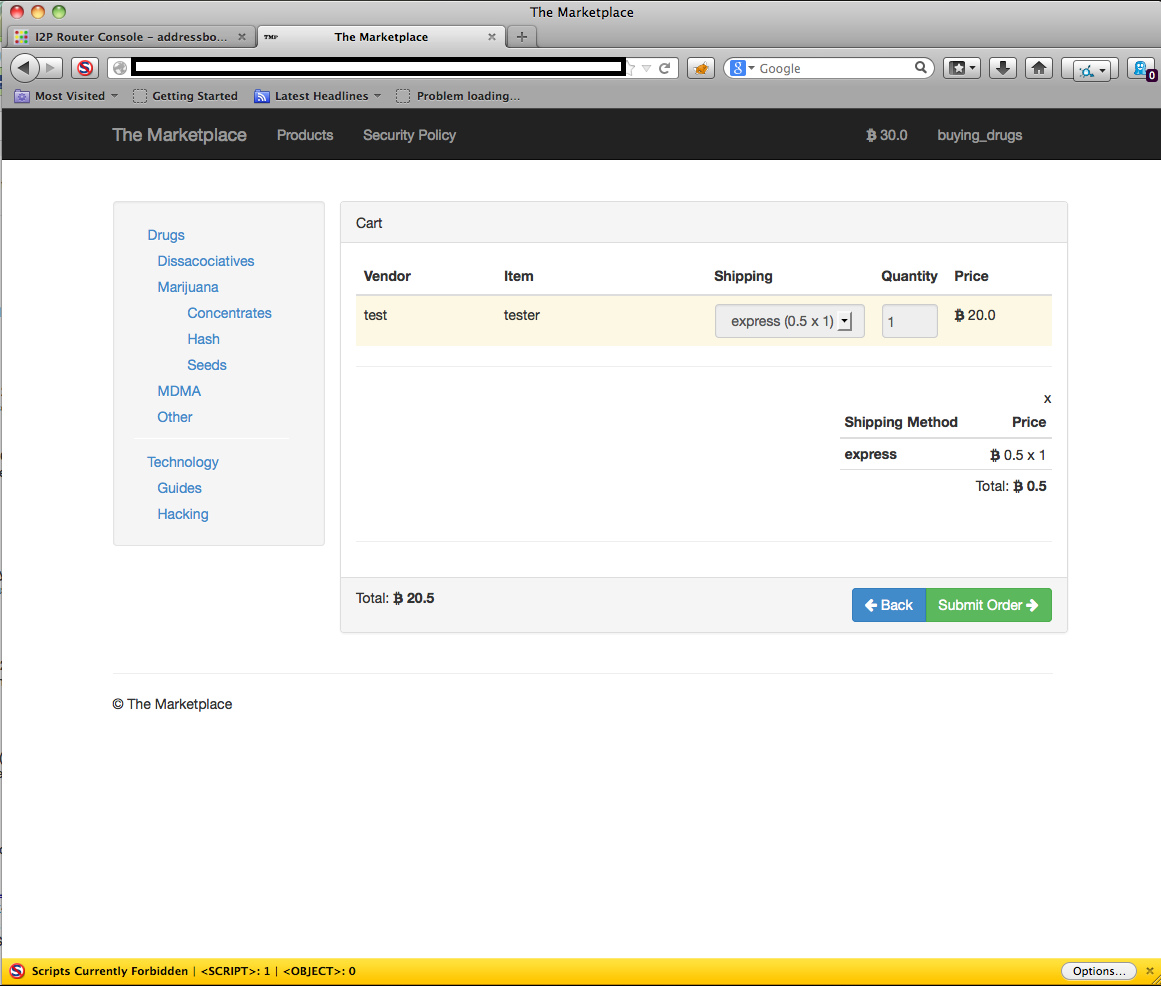 The Marketplace
I2P Router Console – addressbo... × TMP The Marketplace × +
8 Google
Most Visited Getting Started Latest Headlines Problem loading... 0
The Marketplace Products Security Policy ₿ 30.0 buying_drugs
Drugs
Dissacociatives
Marijuana
Concentrates
Hash
Seeds
MDMA
Other
Technology
Guides
Hacking
Cart
Vendor Item Shipping Quantity Price
test tester express (0.5 x 1) 1 ₿ 20.0
x
Shipping Method Price
express ₿ 0.5 x 1
Total: ₿ 0.5
Total: ₿ 20.5
Back Submit Order
© The Marketplace
Scripts Currently Forbidden | <SCRIPT>: 1 | <OBJECT>: 0 Options... ×